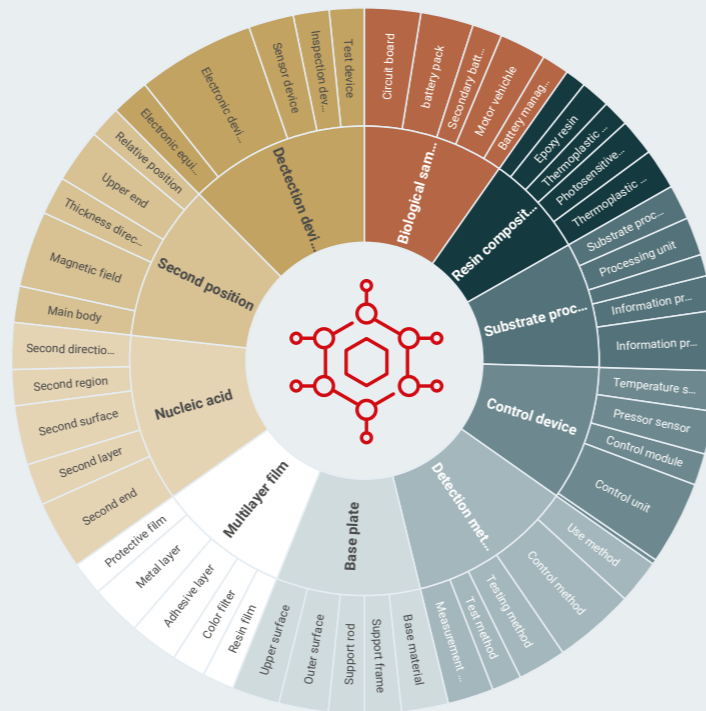 Biological sam...
Circuit board
battery pack
Secondary batt...
Motor vehichle
Battery manag...
Resin composit...
Epoxy resin
Thermoplastic ...
Photosensitive...
Thermoplastic ...
Substrate proc...
Substrate proc...
Processing unit
Information pr...
Information pr...
Control device
Temperature s...
Pressor sensor
Control module
Control unit
Detection met...
Use method
Control method
Testing method
Test method
Measurement ...
Base plate
Base material
Support frame
Support rod
Outer surface
Upper surface
Multilayer film
Resin film
Color filter
Adhesive layer
Metal layer
Protective film
Nucleic acid
Second end
Second layer
Second surface
Second region
Second directio...
Second position
Main body
Magnetic field
Thickness direc...
Upper end
Relative position
Dectection devi...
Electronic equi...
Electronic devi...
Sensor device
Inspection dev...
Test device